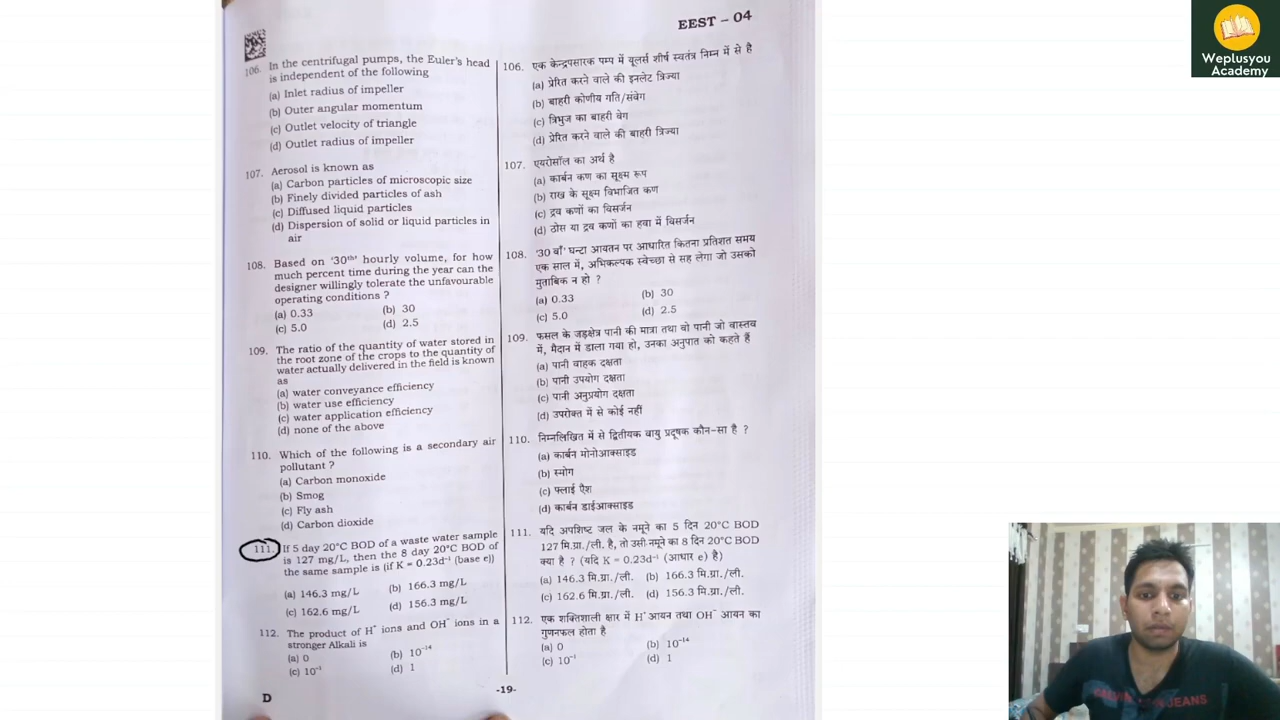 EEST – 04
106. In the centrifugal pumps, the Euler's head
is independent of the following
(a) Inlet radius of impeller
(b) Outer angular momentum
(c) Outlet velocity of triangle
(d) Outlet radius of impeller
107. Aerosol is known as
(a) Carbon particles of microscopic size
(b) Finely divided particles of ash
(c) Diffused liquid particles
(d) Dispersion of solid or liquid particles in
air
108. Based on '30th' hourly volume, for how
much percent time during the year can the
designer willingly tolerate the unfavourable
operating conditions ?
(a) 0.33 (b) 30
(c) 5.0 (d) 2.5
109. The ratio of the quantity of water stored in
the root zone of the crops to the quantity of
water actually delivered in the field is known
as
(a) water conveyance efficiency
(b) water use efficiency
(c) water application efficiency
(d) none of the above
110. Which of the following is a secondary air
pollutant ?
(a) Carbon monoxide
(b) Smog
(c) Fly ash
(d) Carbon dioxide
111. If 5 day 20°C BOD of a waste water sample
is 127 mg/L, then the 8 day 20°C BOD of
the same sample is (if K = 0.23d⁻¹ (base e))
(a) 146.3 mg/L (b) 166.3 mg/L
(c) 162.6 mg/L (d) 156.3 mg/L
112. The product of H⁺ ions and OH⁻ ions in a
stronger Alkali is
(a) 0 (b) 10⁻¹⁴
(c) 10⁻¹ (d) 1
106. एक केन्द्रपसारक पम्प में यूलर्स शीर्ष स्वतंत्र निम्न में से है
(a) प्रेरित करने वाले की इनलेट त्रिज्या
(b) बाहरी कोणीय गति/संवेग
(c) त्रिभुज का बाहरी वेग
(d) प्रेरित करने वाले की बाहरी त्रिज्या
107. एयरोसॉल का अर्थ है
(a) कार्बन कण का सूक्ष्म रूप
(b) राख के सूक्ष्म विभाजित कण
(c) द्रव कणों का विसर्जन
(d) ठोस या द्रव कणों का हवा में विसर्जन
108. '30 वाँ' घन्टा आयतन पर आधारित कितना प्रतिशत समय
एक साल में, अभिकल्पक स्वेच्छा से सह लेगा जो उसको
मुताबिक न हो ?
(a) 0.33 (b) 30
(c) 5.0 (d) 2.5
109. फसल के जड़क्षेत्र पानी की मात्रा तथा वो पानी जो वास्तव
में, मैदान में डाला गया हो, उनका अनुपात को कहते हैं
(a) पानी वाहक दक्षता
(b) पानी उपयोग दक्षता
(c) पानी अनुप्रयोग दक्षता
(d) उपरोक्त में से कोई नहीं
110. निम्नलिखित में से द्वितीयक वायु प्रदूषक कौन-सा है ?
(a) कार्बन मोनोआक्साइड
(b) स्मोग
(c) फ्लाई ऐश
(d) कार्बन डाईआक्साइड
111. यदि अपशिष्ट जल के नमूने का 5 दिन 20°C BOD
127 मि.ग्रा./ली. है, तो उसी नमूने का 8 दिन 20°C BOD
क्या है ? (यदि K = 0.23d⁻¹ (आधार e) है)
(a) 146.3 मि.ग्रा./ली. (b) 166.3 मि.ग्रा./ली.
(c) 162.6 मि.ग्रा./ली. (d) 156.3 मि.ग्रा./ली.
112. एक शक्तिशाली क्षार में H⁺ आयन तथा OH⁻ आयन का
गुणनफल होता है
(a) 0 (b) 10⁻¹⁴
(c) 10⁻¹ (d) 1
D
-19-
Weplusyou
Academy